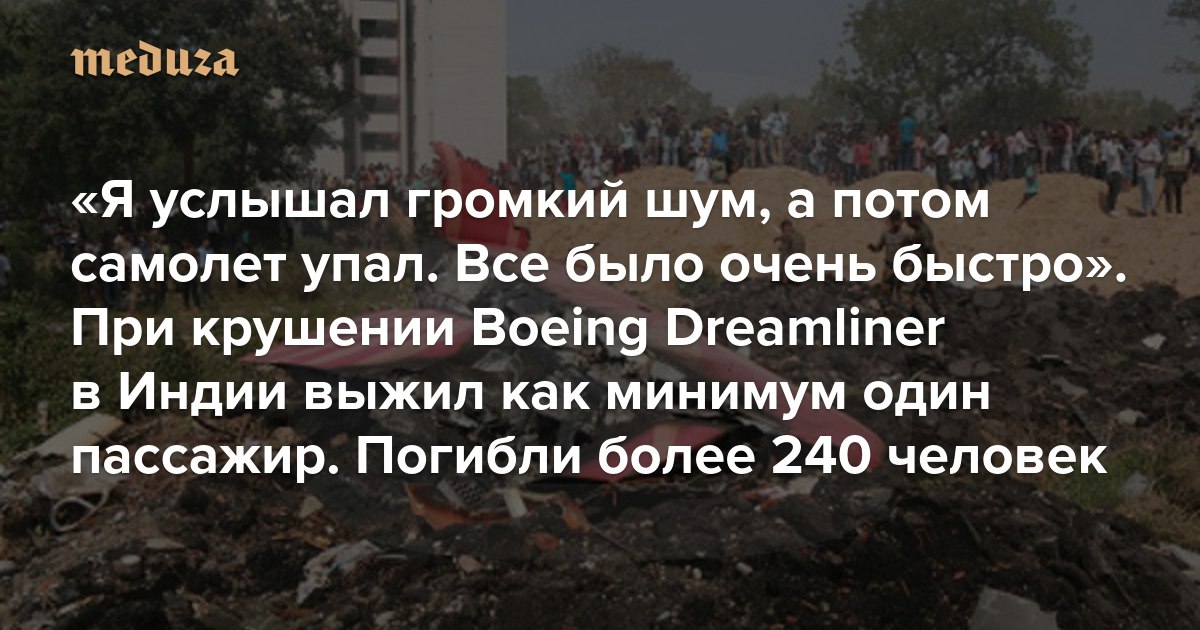 meduza
«Я услышал громкий шум, а потом
самолет упал. Все было очень быстро».
При крушении Boeing Dreamliner
в Индии выжил как минимум один
пассажир. Погибли более 240 человек